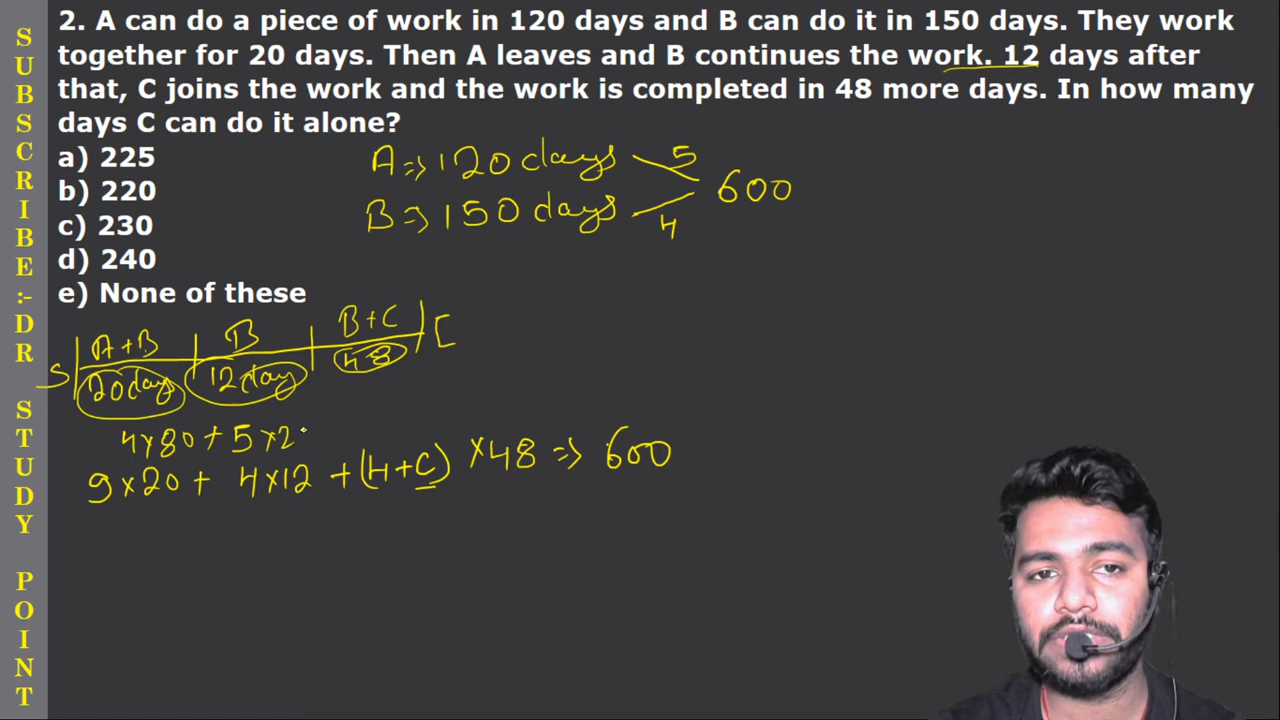 SUBSCRIBE:-DR STUDY POINT
2. A can do a piece of work in 120 days and B can do it in 150 days. They work
together for 20 days. Then A leaves and B continues the work. 12 days after
that, C joins the work and the work is completed in 48 more days. In how many
days C can do it alone?
a) 225
b) 220
c) 230
d) 240
e) None of these
A => 120 days 5
600
B => 150 days 4
A+B | B | B+C
S | 20 days | 12 day | 48 | E
4×80 + 5×2
9×20 + 4×12 + (4+C) ×48 => 600